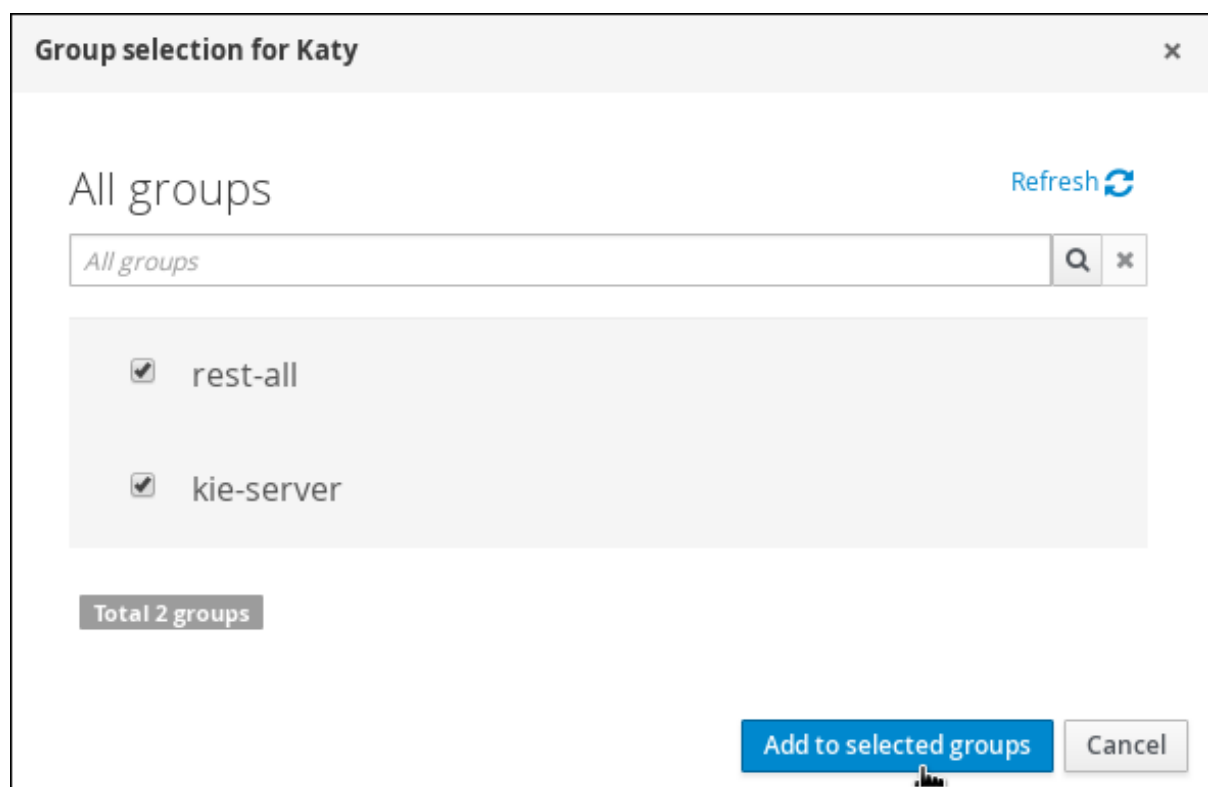 Group selection for Katy
All groups
Refresh
All groups
rest-all
kie-server
Total 2 groups
Add to selected groups
Cancel